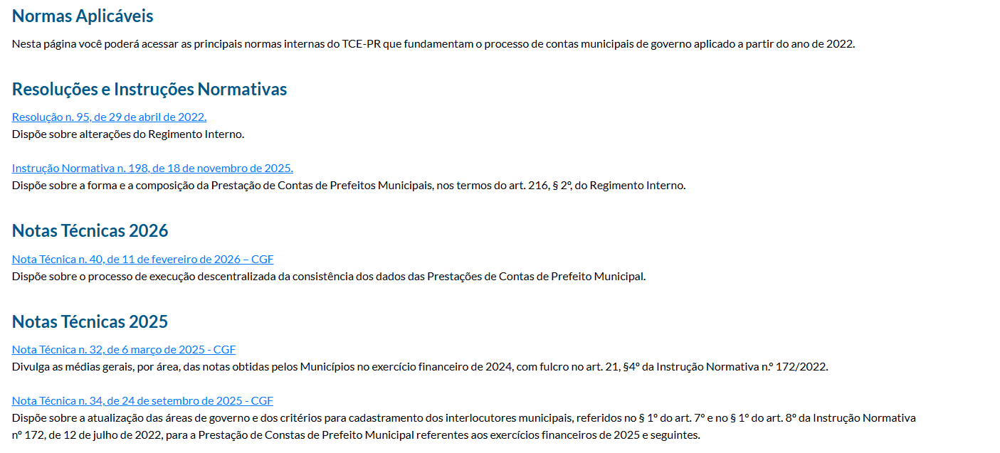 Normas Aplicáveis
Nesta página você poderá acessar as principais normas internas do TCE-PR que fundamentam o processo de contas municipais de governo aplicado a partir do ano de 2022.
Resoluções e Instruções Normativas
Resolução n. 95, de 29 de abril de 2022.
Dispõe sobre alterações do Regimento Interno.
Instrução Normativa n. 198, de 18 de novembro de 2025.
Dispõe sobre a forma e a composição da Prestação de Contas de Prefeitos Municipais, nos termos do art. 216, § 2º, do Regimento Interno.
Notas Técnicas 2026
Nota Técnica n. 40, de 11 de fevereiro de 2026 – CGF
Dispõe sobre o processo de execução descentralizada da consistência dos dados das Prestações de Contas de Prefeito Municipal.
Notas Técnicas 2025
Nota Técnica n. 32, de 6 março de 2025 - CGF
Divulga as médias gerais, por área, das notas obtidas pelos Municípios no exercício financeiro de 2024, com fulcro no art. 21, §4º da Instrução Normativa n.º 172/2022.
Nota Técnica n. 34, de 24 de setembro de 2025 - CGF
Dispõe sobre a atualização das áreas de governo e dos critérios para cadastramento dos interlocutores municipais, referidos no § 1º do art. 7º e no § 1º do art. 8º da Instrução Normativa
nº 172, de 12 de julho de 2022, para a Prestação de Constas de Prefeito Municipal referentes aos exercícios financeiros de 2025 e seguintes.